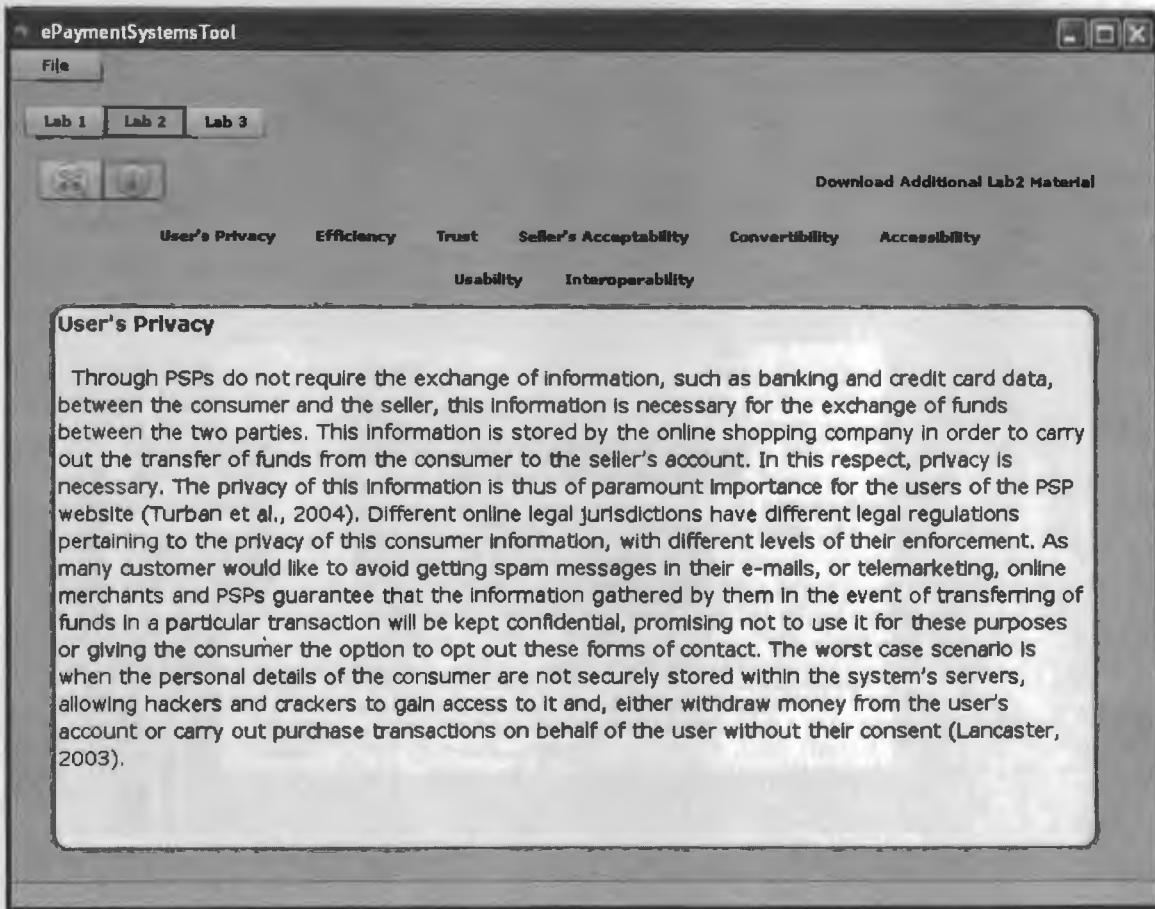 ePaymentSystemsTool
File
Lab 1 Lab 2 Lab 3
Download Additional Lab2 Material
User's Privacy Efficiency Trust Seller's Acceptability Convertibility Accessibility
Usability Interoperability
User's Privacy
Through PSPs do not require the exchange of information, such as banking and credit card data,
between the consumer and the seller, this information is necessary for the exchange of funds
between the two parties. This information is stored by the online shopping company in order to carry
out the transfer of funds from the consumer to the seller's account. In this respect, privacy is
necessary. The privacy of this information is thus of paramount importance for the users of the PSP
website (Turban et al., 2004). Different online legal jurisdictions have different legal regulations
pertaining to the privacy of this consumer information, with different levels of their enforcement. As
many customer would like to avoid getting spam messages in their e-mails, or telemarketing, online
merchants and PSPs guarantee that the information gathered by them in the event of transferring of
funds in a particular transaction will be kept confidential, promising not to use it for these purposes
or giving the consumer the option to opt out these forms of contact. The worst case scenario is
when the personal details of the consumer are not securely stored within the system's servers,
allowing hackers and crackers to gain access to it and, either withdraw money from the user's
account or carry out purchase transactions on behalf of the user without their consent (Lancaster,
2003).